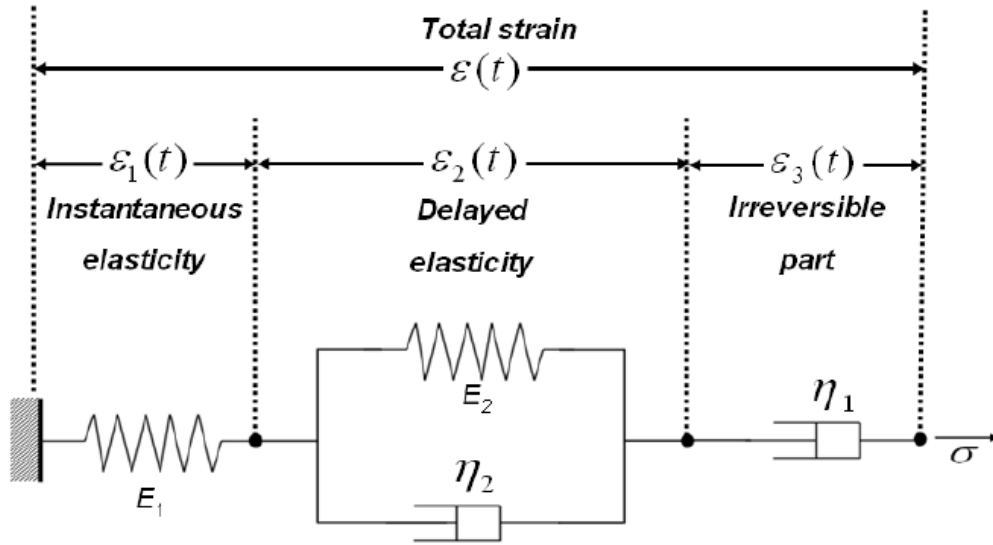 Total strain
ε(t)
ε₁(t) ε₂(t) ε₃(t)
Instantaneous Delayed Irreversible
elasticity elasticity part
E₂
η₁
σ
E₁
η₂